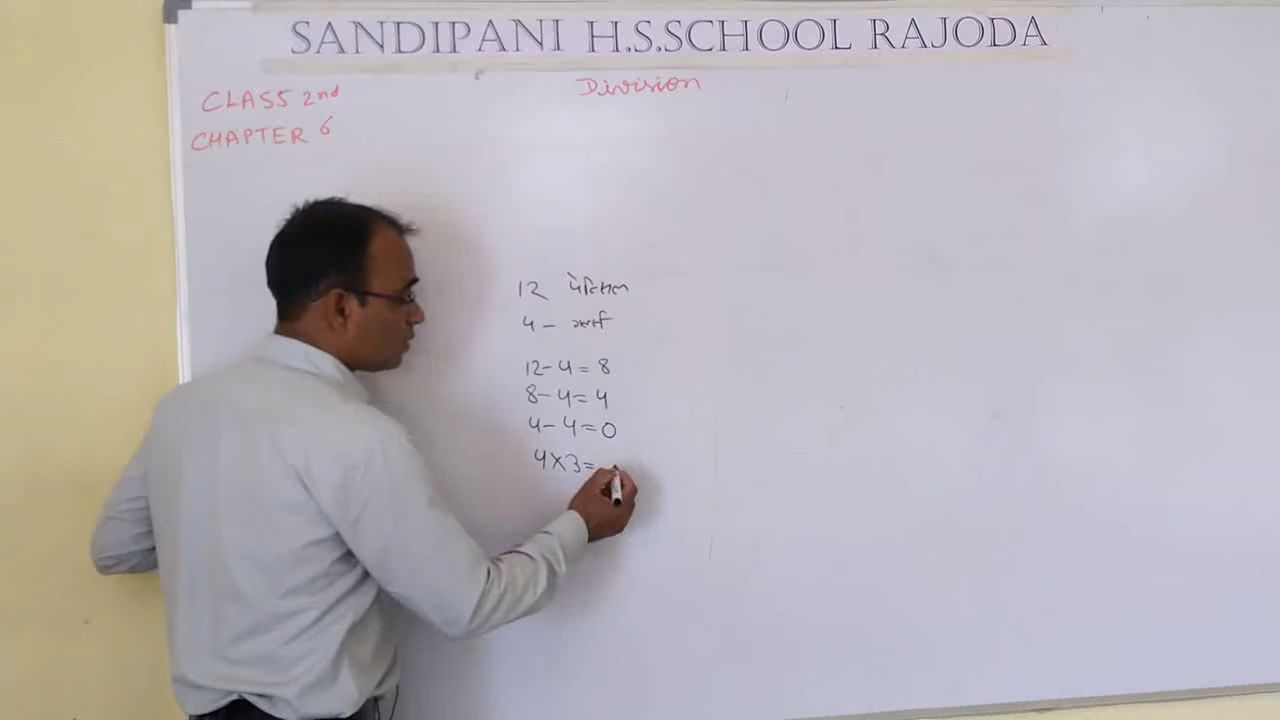 SANDIPANI H.S.SCHOOL RAJODA
Division
CLASS 2nd
CHAPTER 6
12 पेंसिल
4 -
12-4=8
8-4=4
4-4=0
4X3=